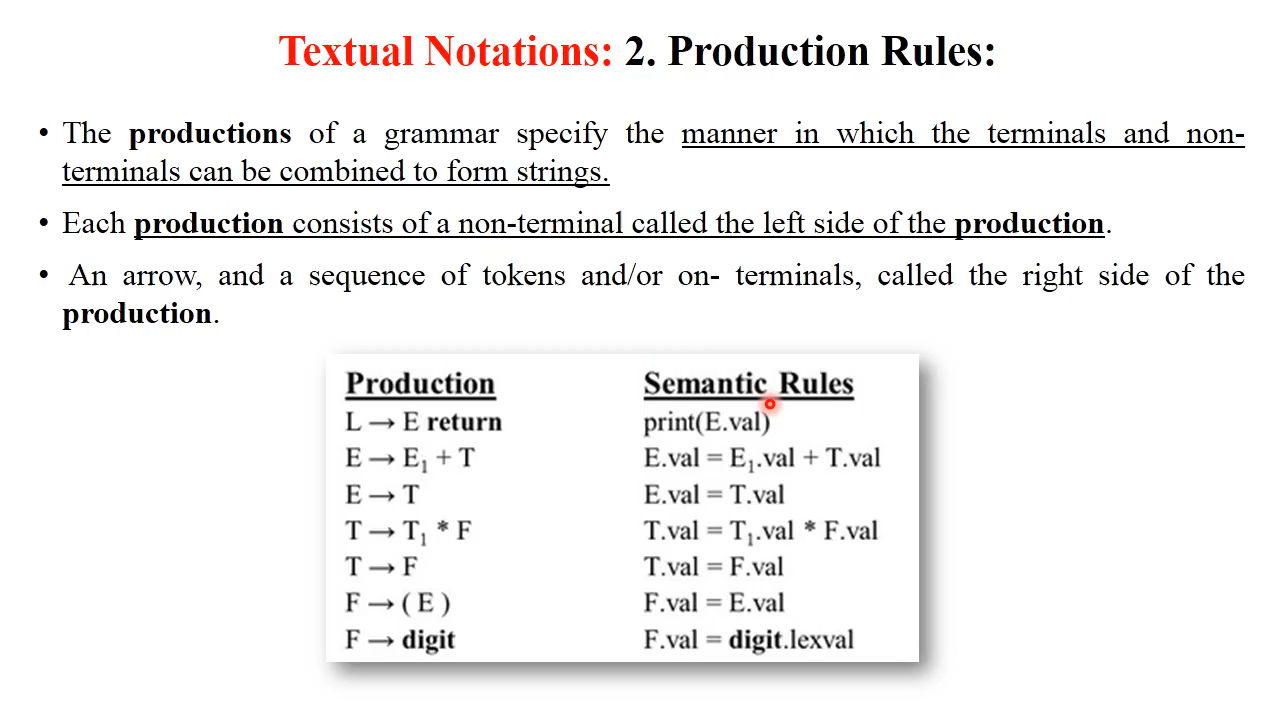 Textual Notations: 2. Production Rules:
• The productions of a grammar specify the manner in which the terminals and non-
terminals can be combined to form strings.
• Each production consists of a non-terminal called the left side of the production.
• An arrow, and a sequence of tokens and/or on- terminals, called the right side of the
production.
Production Semantic Rules
L → E return print(E.val)
E → E₁ + T E.val = E₁.val + T.val
E → T E.val = T.val
T → T₁ * F T.val = T₁.val * F.val
T → F T.val = F.val
F → ( E ) F.val = E.val
F → digit F.val = digit.lexval